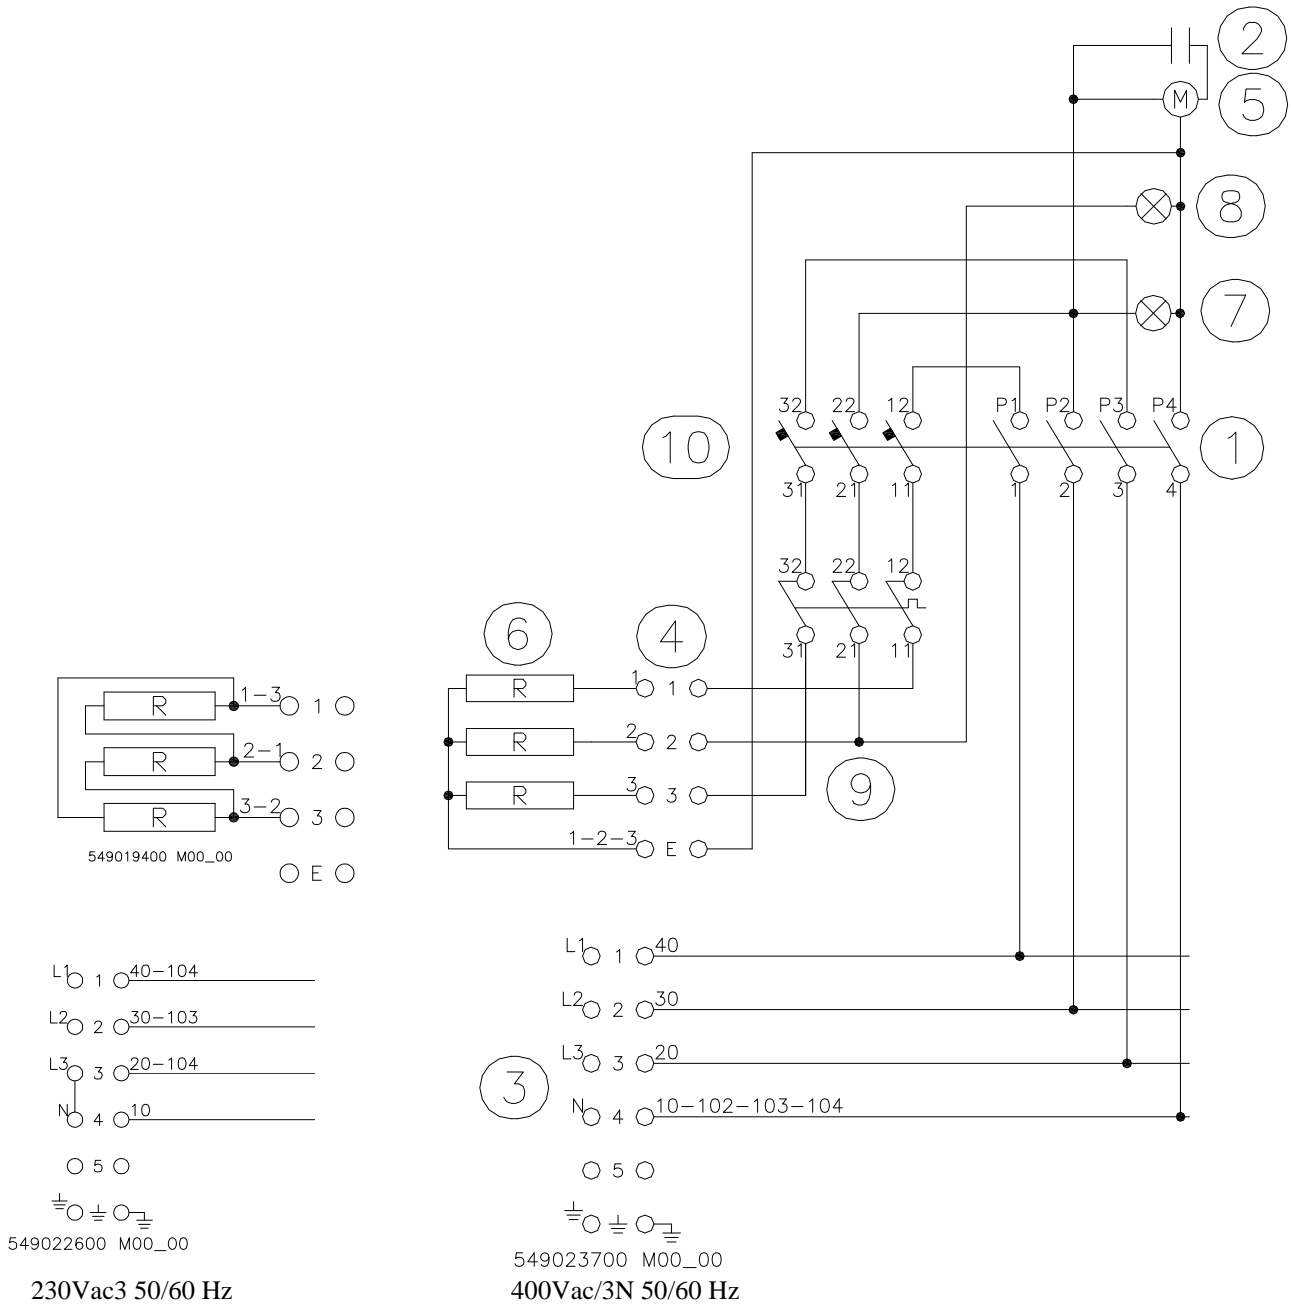 2
M 5
8
7
32 22 12 P1 P2 P3 P4
10 1
31 21 11 1 2 3 4
32 22 12
6 4
31 21 11
R 1 1
R 2 2
9
R 3 3
1-2-3 E
R 1-3 1
R 2-1 2
R 3-2 3
549019400 M00_00
E
L1 1 40-104
L2 2 30-103
L3 3 20-104
N 4 10
5
549022600 M00_00
230Vac3 50/60 Hz
L1 1 40
L2 2 30
3 L3 3 20
N 4 10-102-103-104
5
549023700 M00_00
400Vac/3N 50/60 Hz